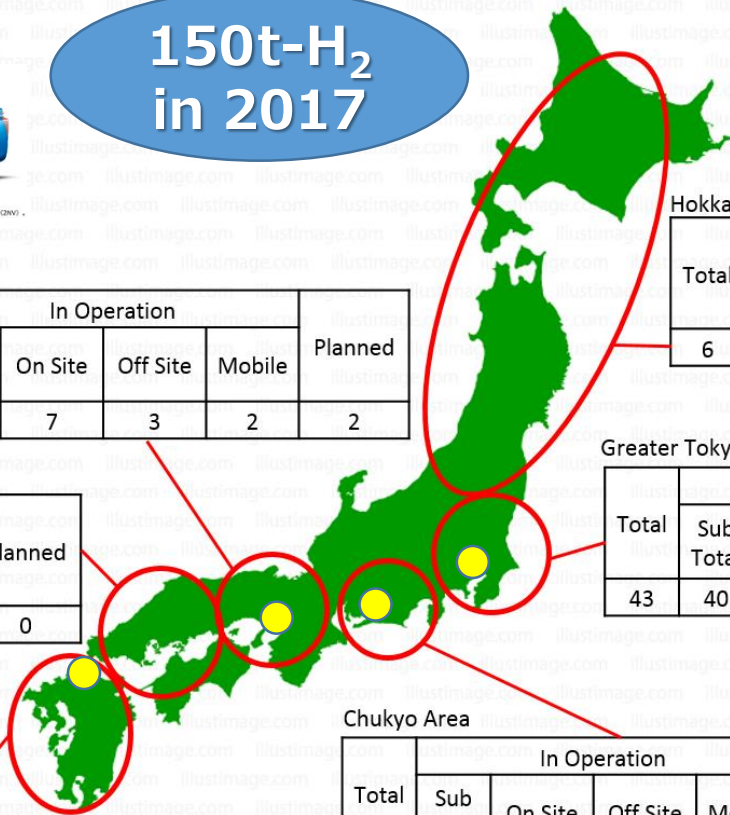 150t-H₂
in 2017
(2NV) .
Hokka
Total
6
In Operation
On Site Off Site Mobile Planned
7 3 2 2
Greater Toky
Total Sub
Tota
43 40
lanned
0
Chukyo Area
In Operation
Total Sub On Site Off Site M